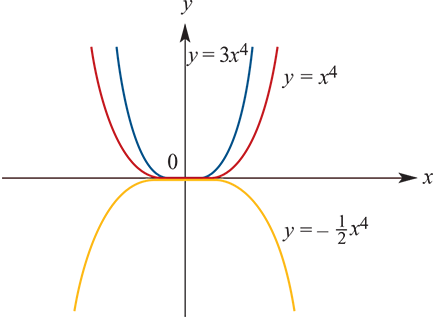 y
y = 3x⁴
y = x⁴
0
x
y = – ½x⁴